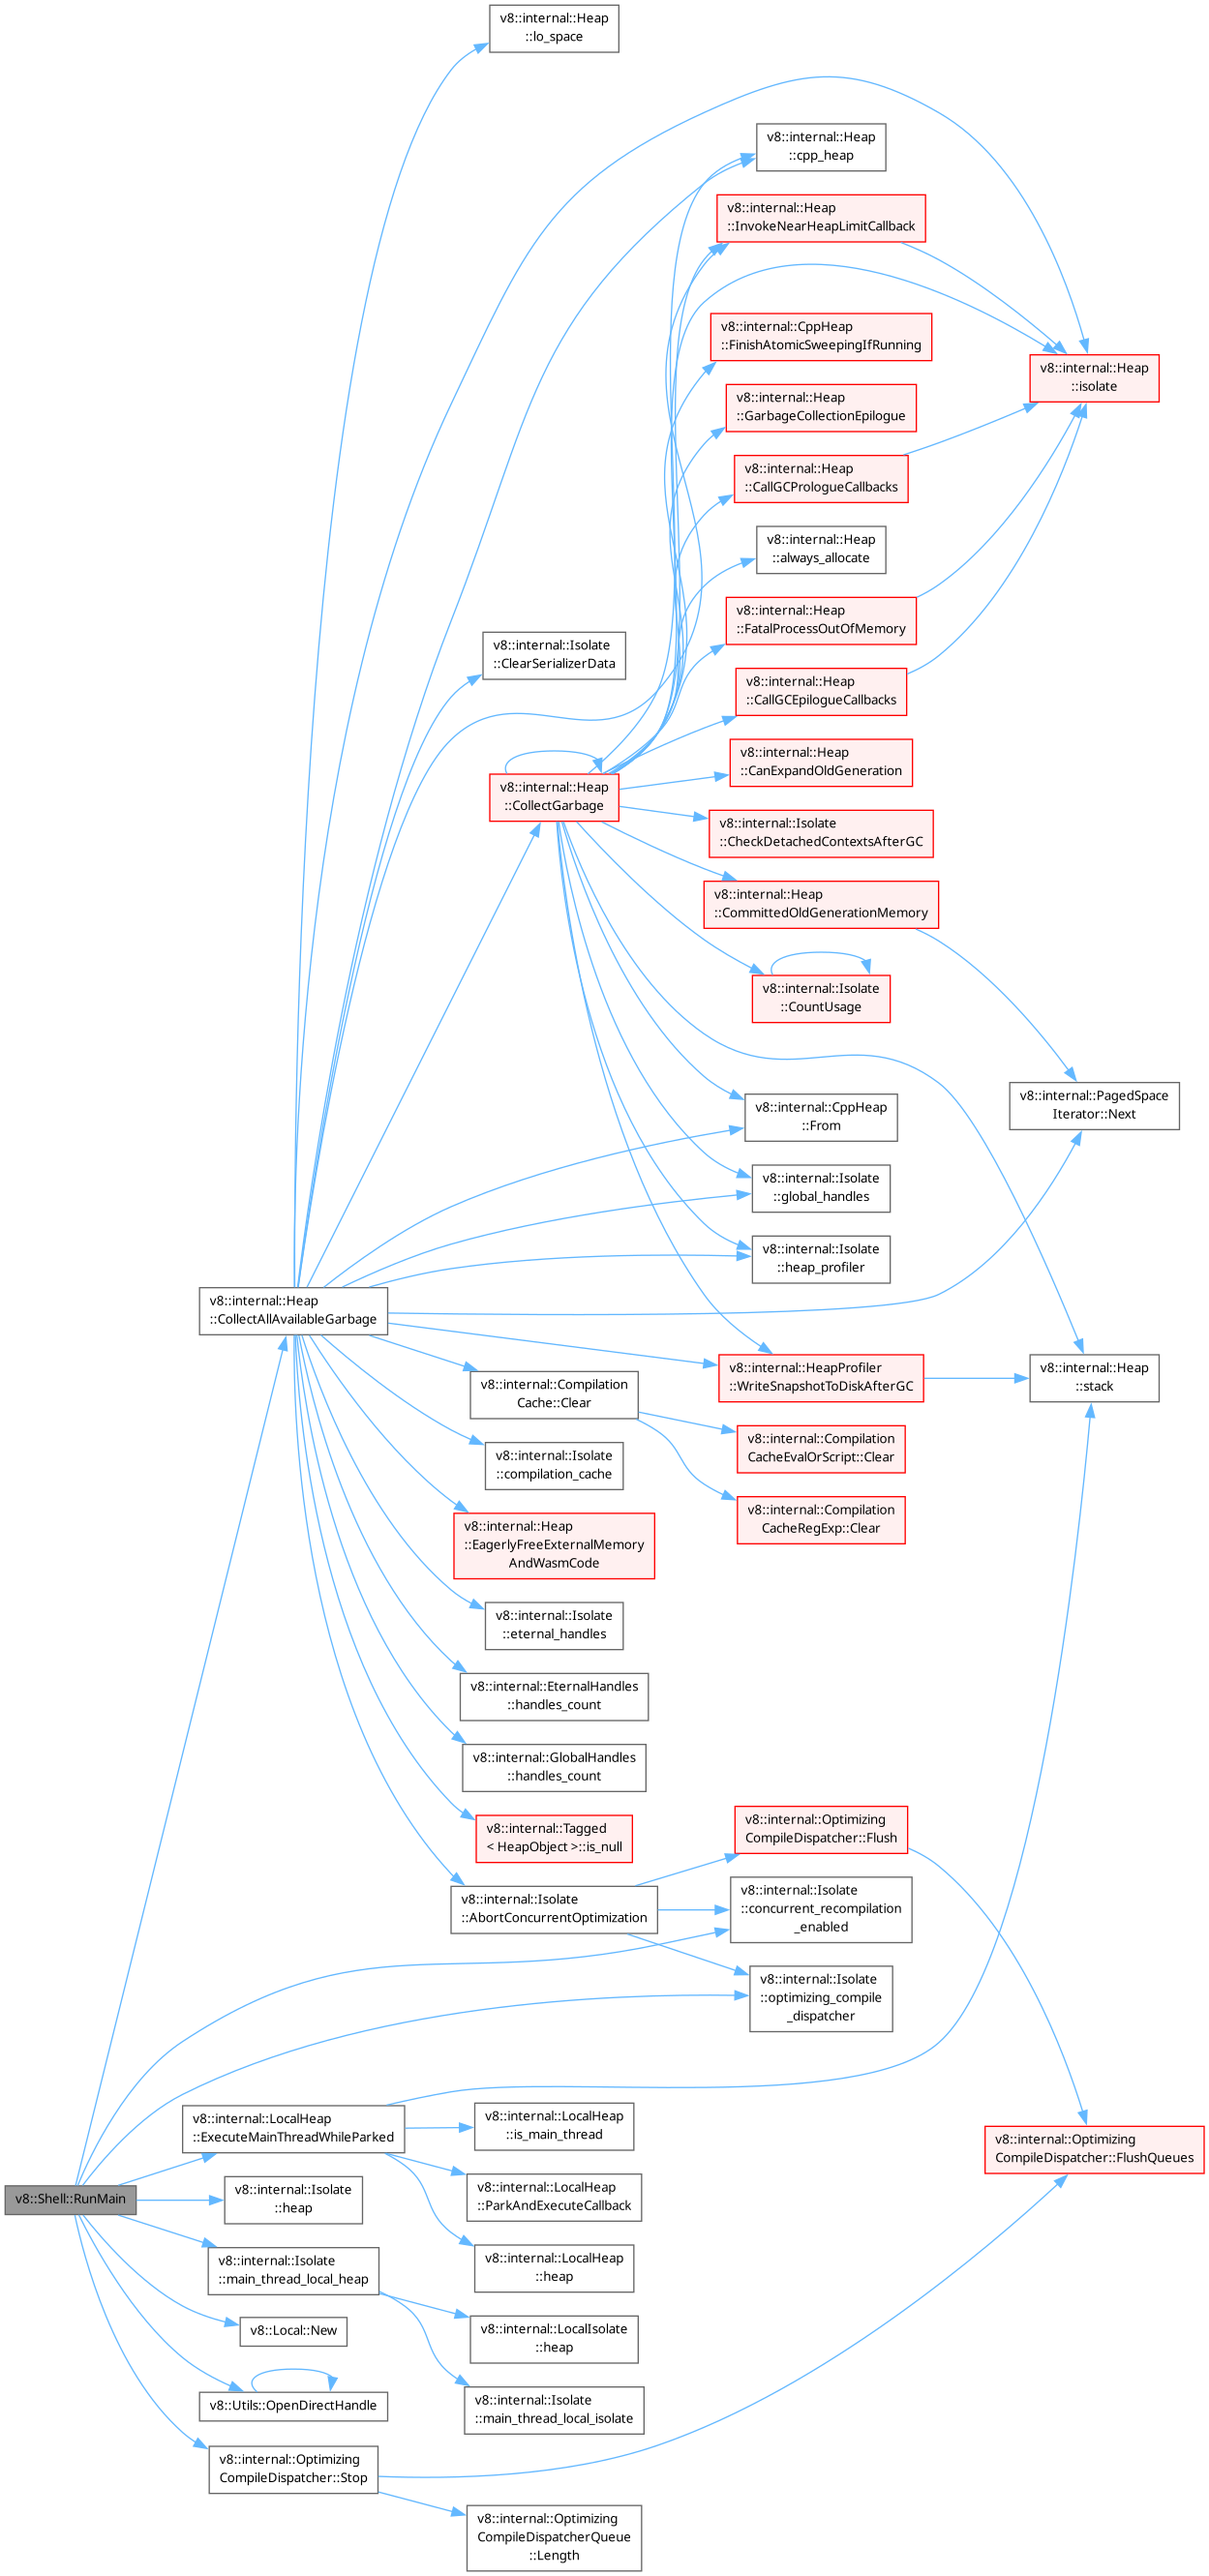 v8::internal::Heap
::lo_space
v8::internal::Heap
::cpp_heap
v8::internal::Heap
::InvokeNearHeapLimitCallback
v8::internal::CppHeap
::FinishAtomicSweepingIfRunning
v8::internal::Heap
::isolate
v8::internal::Heap
::GarbageCollectionEpilogue
v8::internal::Heap
::CallGCPrologueCallbacks
v8::internal::Heap
::always_allocate
v8::internal::Heap
::FatalProcessOutOfMemory
v8::internal::Isolate
::ClearSerializerData
v8::internal::Heap
::CallGCEpilogueCallbacks
v8::internal::Heap
::CanExpandOldGeneration
v8::internal::Heap
::CollectGarbage
v8::internal::Isolate
::CheckDetachedContextsAfterGC
v8::internal::Heap
::CommittedOldGenerationMemory
v8::internal::Isolate
::CountUsage
v8::internal::PagedSpace
Iterator::Next
v8::internal::CppHeap
::From
v8::internal::Isolate
::global_handles
v8::internal::Isolate
::heap_profiler
v8::internal::Heap
::CollectAllAvailableGarbage
v8::internal::HeapProfiler
::WriteSnapshotToDiskAfterGC
v8::internal::Heap
::stack
v8::internal::Compilation
Cache::Clear
v8::internal::Compilation
CacheEvalOrScript::Clear
v8::internal::Isolate
::compilation_cache
v8::internal::Compilation
CacheRegExp::Clear
v8::internal::Heap
::EagerlyFreeExternalMemory
AndWasmCode
v8::internal::Isolate
::eternal_handles
v8::internal::EternalHandles
::handles_count
v8::internal::GlobalHandles
::handles_count
v8::internal::Tagged
< HeapObject >::is_null
v8::internal::Optimizing
CompileDispatcher::Flush
v8::internal::Isolate
::AbortConcurrentOptimization
v8::internal::Isolate
::concurrent_recompilation
_enabled
v8::internal::Isolate
::optimizing_compile
_dispatcher
v8::internal::LocalHeap
::ExecuteMainThreadWhileParked
v8::internal::LocalHeap
::is_main_thread
v8::internal::Optimizing
CompileDispatcher::FlushQueues
v8::Shell::RunMain
v8::internal::Isolate
::heap
v8::internal::LocalHeap
::ParkAndExecuteCallback
v8::internal::Isolate
::main_thread_local_heap
v8::internal::LocalHeap
::heap
v8::Local::New
v8::internal::LocalIsolate
::heap
v8::Utils::OpenDirectHandle
v8::internal::Isolate
::main_thread_local_isolate
v8::internal::Optimizing
CompileDispatcher::Stop
v8::internal::Optimizing
CompileDispatcherQueue
::Length